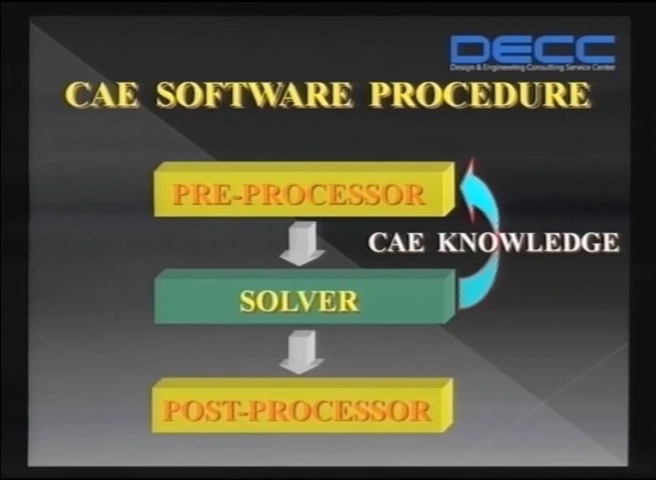 DECC
Design & Engineering Consulting Service Center
CAE SOFTWARE PROCEDURE
PRE-PROCESSOR
CAE KNOWLEDGE
SOLVER
POST-PROCESSOR